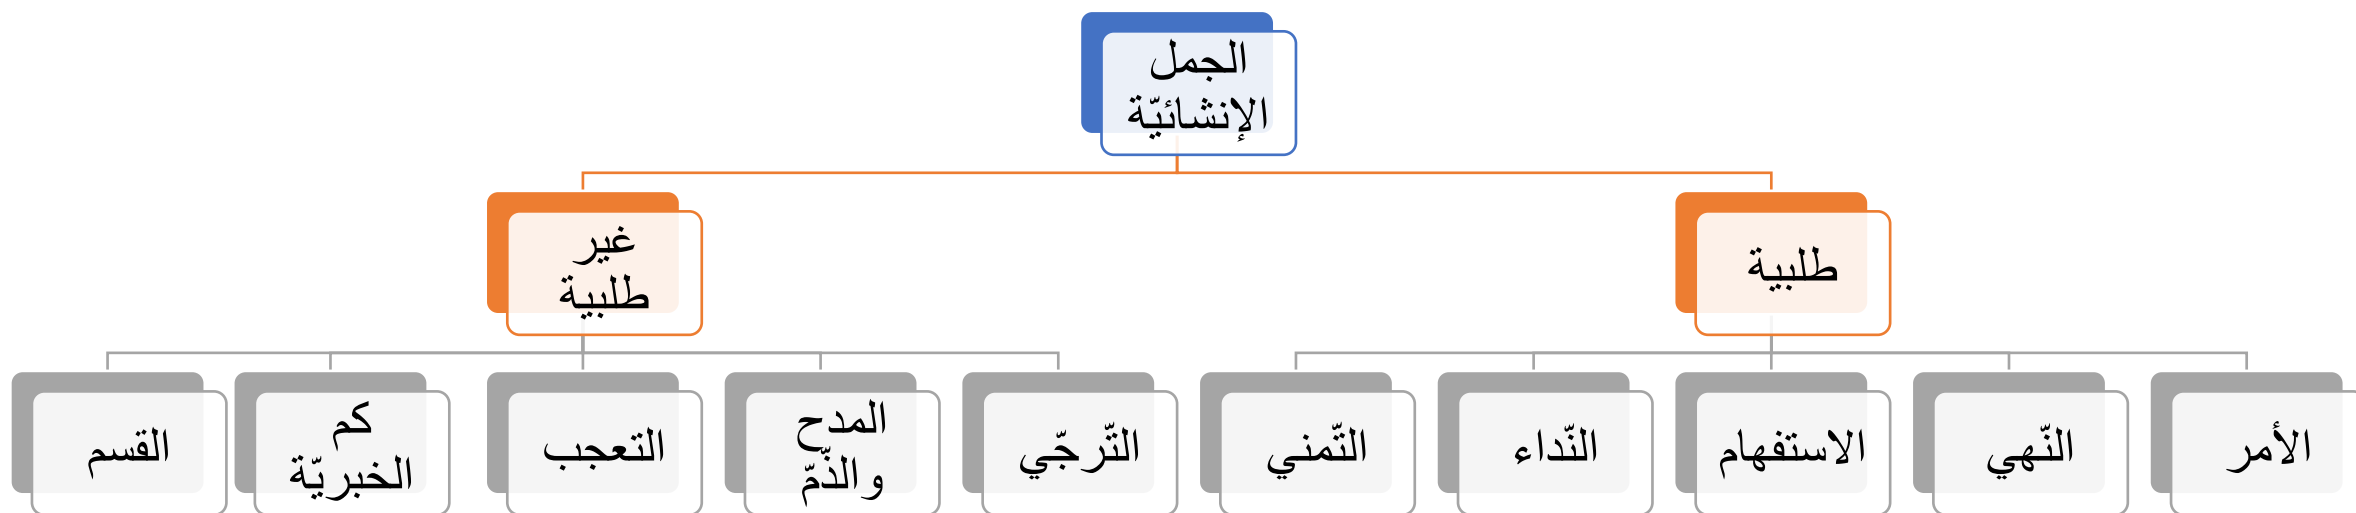 الجمل
الإنشائيّة
طلبية
غير
طلبية
الأمر
النّهي
الاستفهام
النّداء
التّمني
التّرجّي
المدح
والذّمّ
التعجب
كم
الخبريّة
القسم